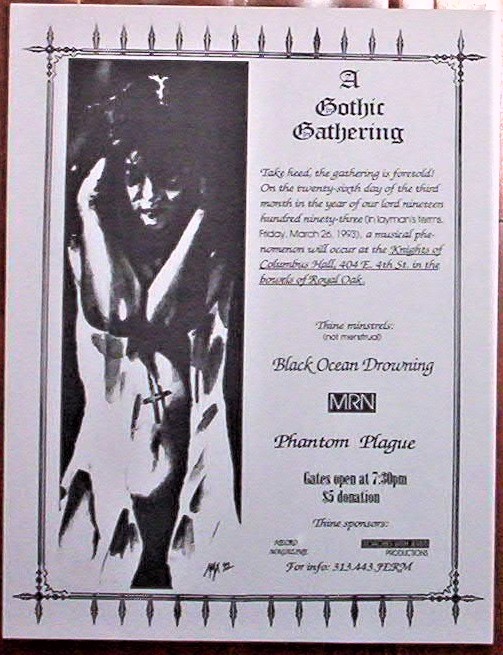 A
Gothic
Gathering
Take heed, the gathering is foretold!
On the twenty-sixth day of the third
month in the year of our lord nineteen
hundred ninety-three (in layman's terms,
Friday, March 26, 1993), a musical phe-
nomenon will occur at the Knights of
Columbus Hall, 404 E. 4th St. in the
bowels of Royal Oak.
Thine minstrels:
(not menstrual)
Black Ocean Drowning
MRN
Phantom Plague
Gates open at 7:30pm
$5 donation
Thine sponsors:
PRODUCTIONS
For info: 313.443.PERM